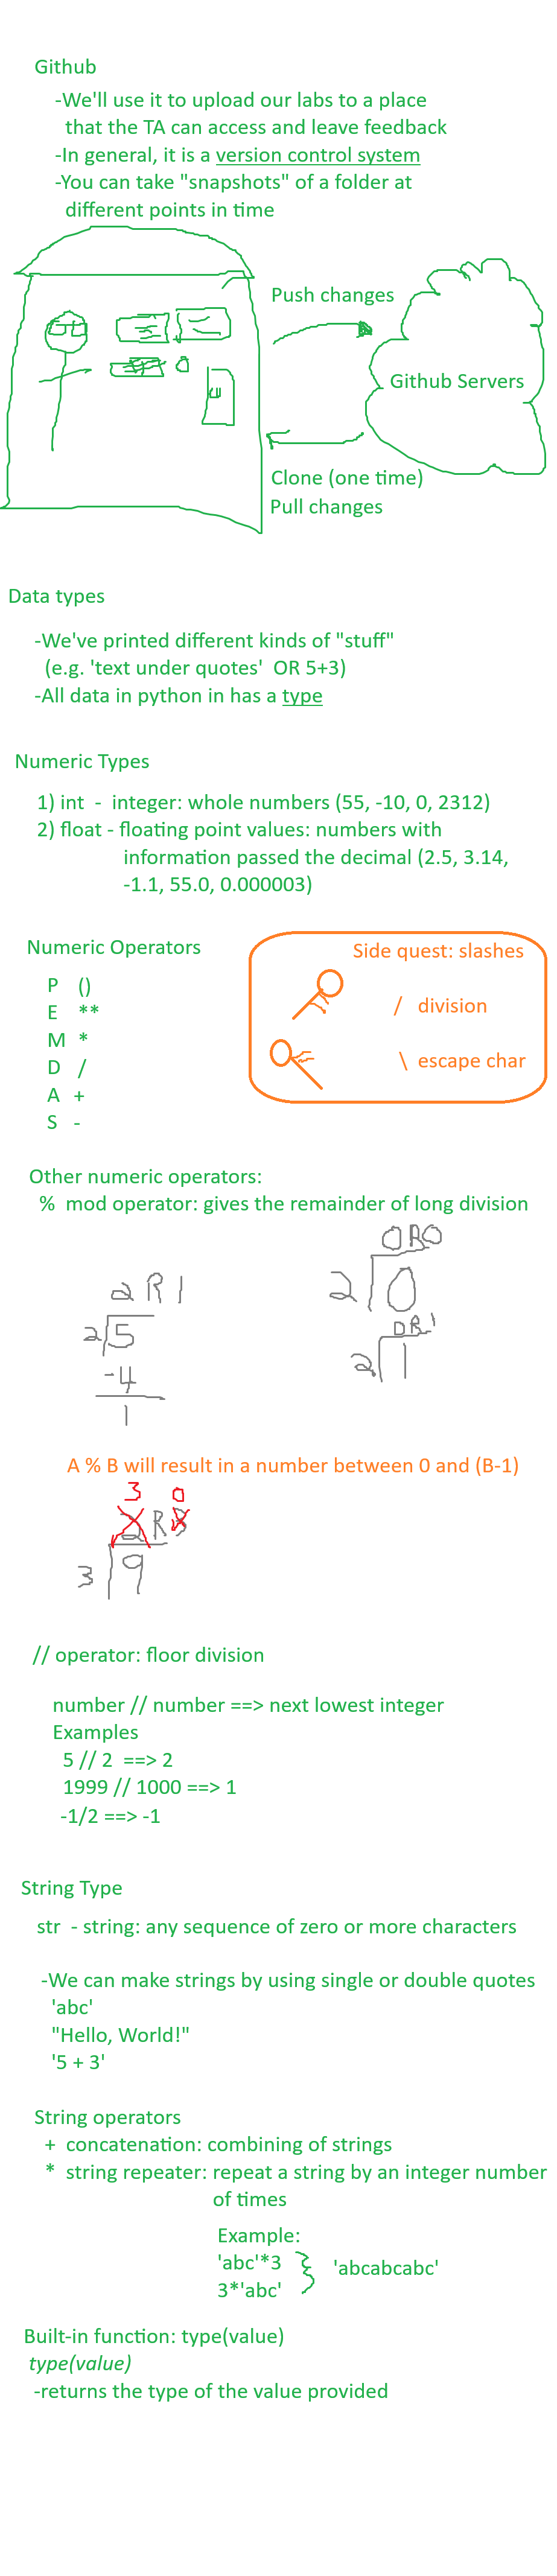 Github
-We'll use it to upload our labs to a place
that the TA can access and leave feedback
-In general, it is a version control system
-You can take "snapshots" of a folder at
different points in time
Push changes
Github Servers
Clone (one time)
Pull changes
Data types
-We've printed different kinds of "stuff"
(e.g. 'text under quotes' OR 5+3)
-All data in python in has a type
Numeric Types
1) int - integer: whole numbers (55, -10, 0, 2312)
2) float - floating point values: numbers with
information passed the decimal (2.5, 3.14,
-1.1, 55.0, 0.000003)
Numeric Operators
P ()
E **
M *
D /
A +
S -
Side quest: slashes
/ division
\ escape char
Other numeric operators:
% mod operator: gives the remainder of long division
2 R 1
2 5
-4
1
0 R0
2 0
0R1
2 1
A % B will result in a number between 0 and (B-1)
3 0
2 R 3
3 9
// operator: floor division
number // number ==> next lowest integer
Examples
5 // 2 ==> 2
1999 // 1000 ==> 1
-1/2 ==> -1
String Type
str - string: any sequence of zero or more characters
-We can make strings by using single or double quotes
'abc'
"Hello, World!"
'5 + 3'
String operators
+ concatenation: combining of strings
* string repeater: repeat a string by an integer number
of times
Example:
'abc'*3
3*'abc'
'abcabcabc'
Built-in function: type(value)
type(value)
-returns the type of the value provided